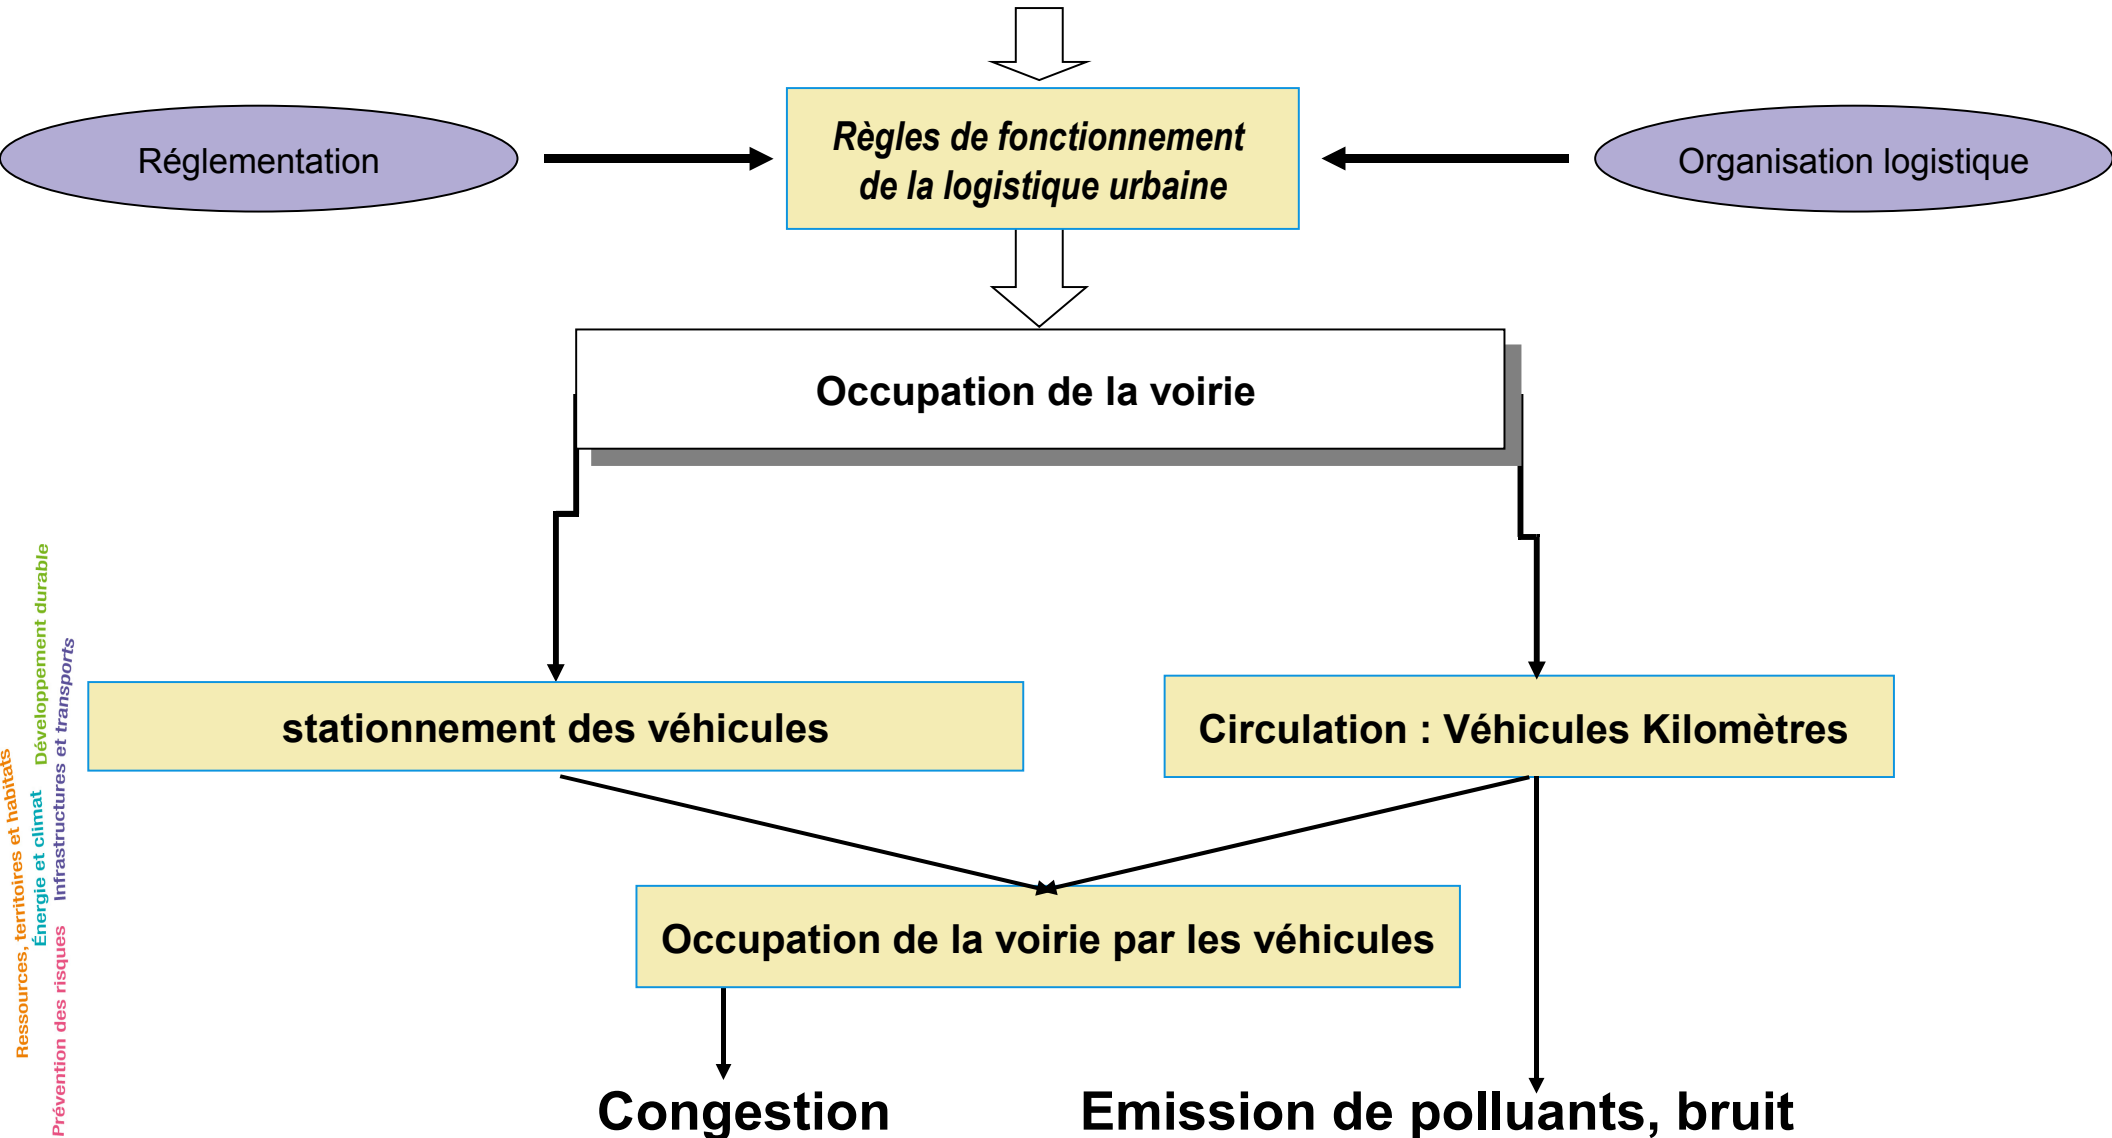 Réglementation
Règles de fonctionnement
de la logistique urbaine
Organisation logistique
Occupation de la voirie
stationnement des véhicules
Circulation : Véhicules Kilomètres
Occupation de la voirie par les véhicules
Congestion
Emission de polluants, bruit
Ressources, territoires et habitats
Énergie et climat
Développement durable
Prévention des risques
Infrastructures et transports